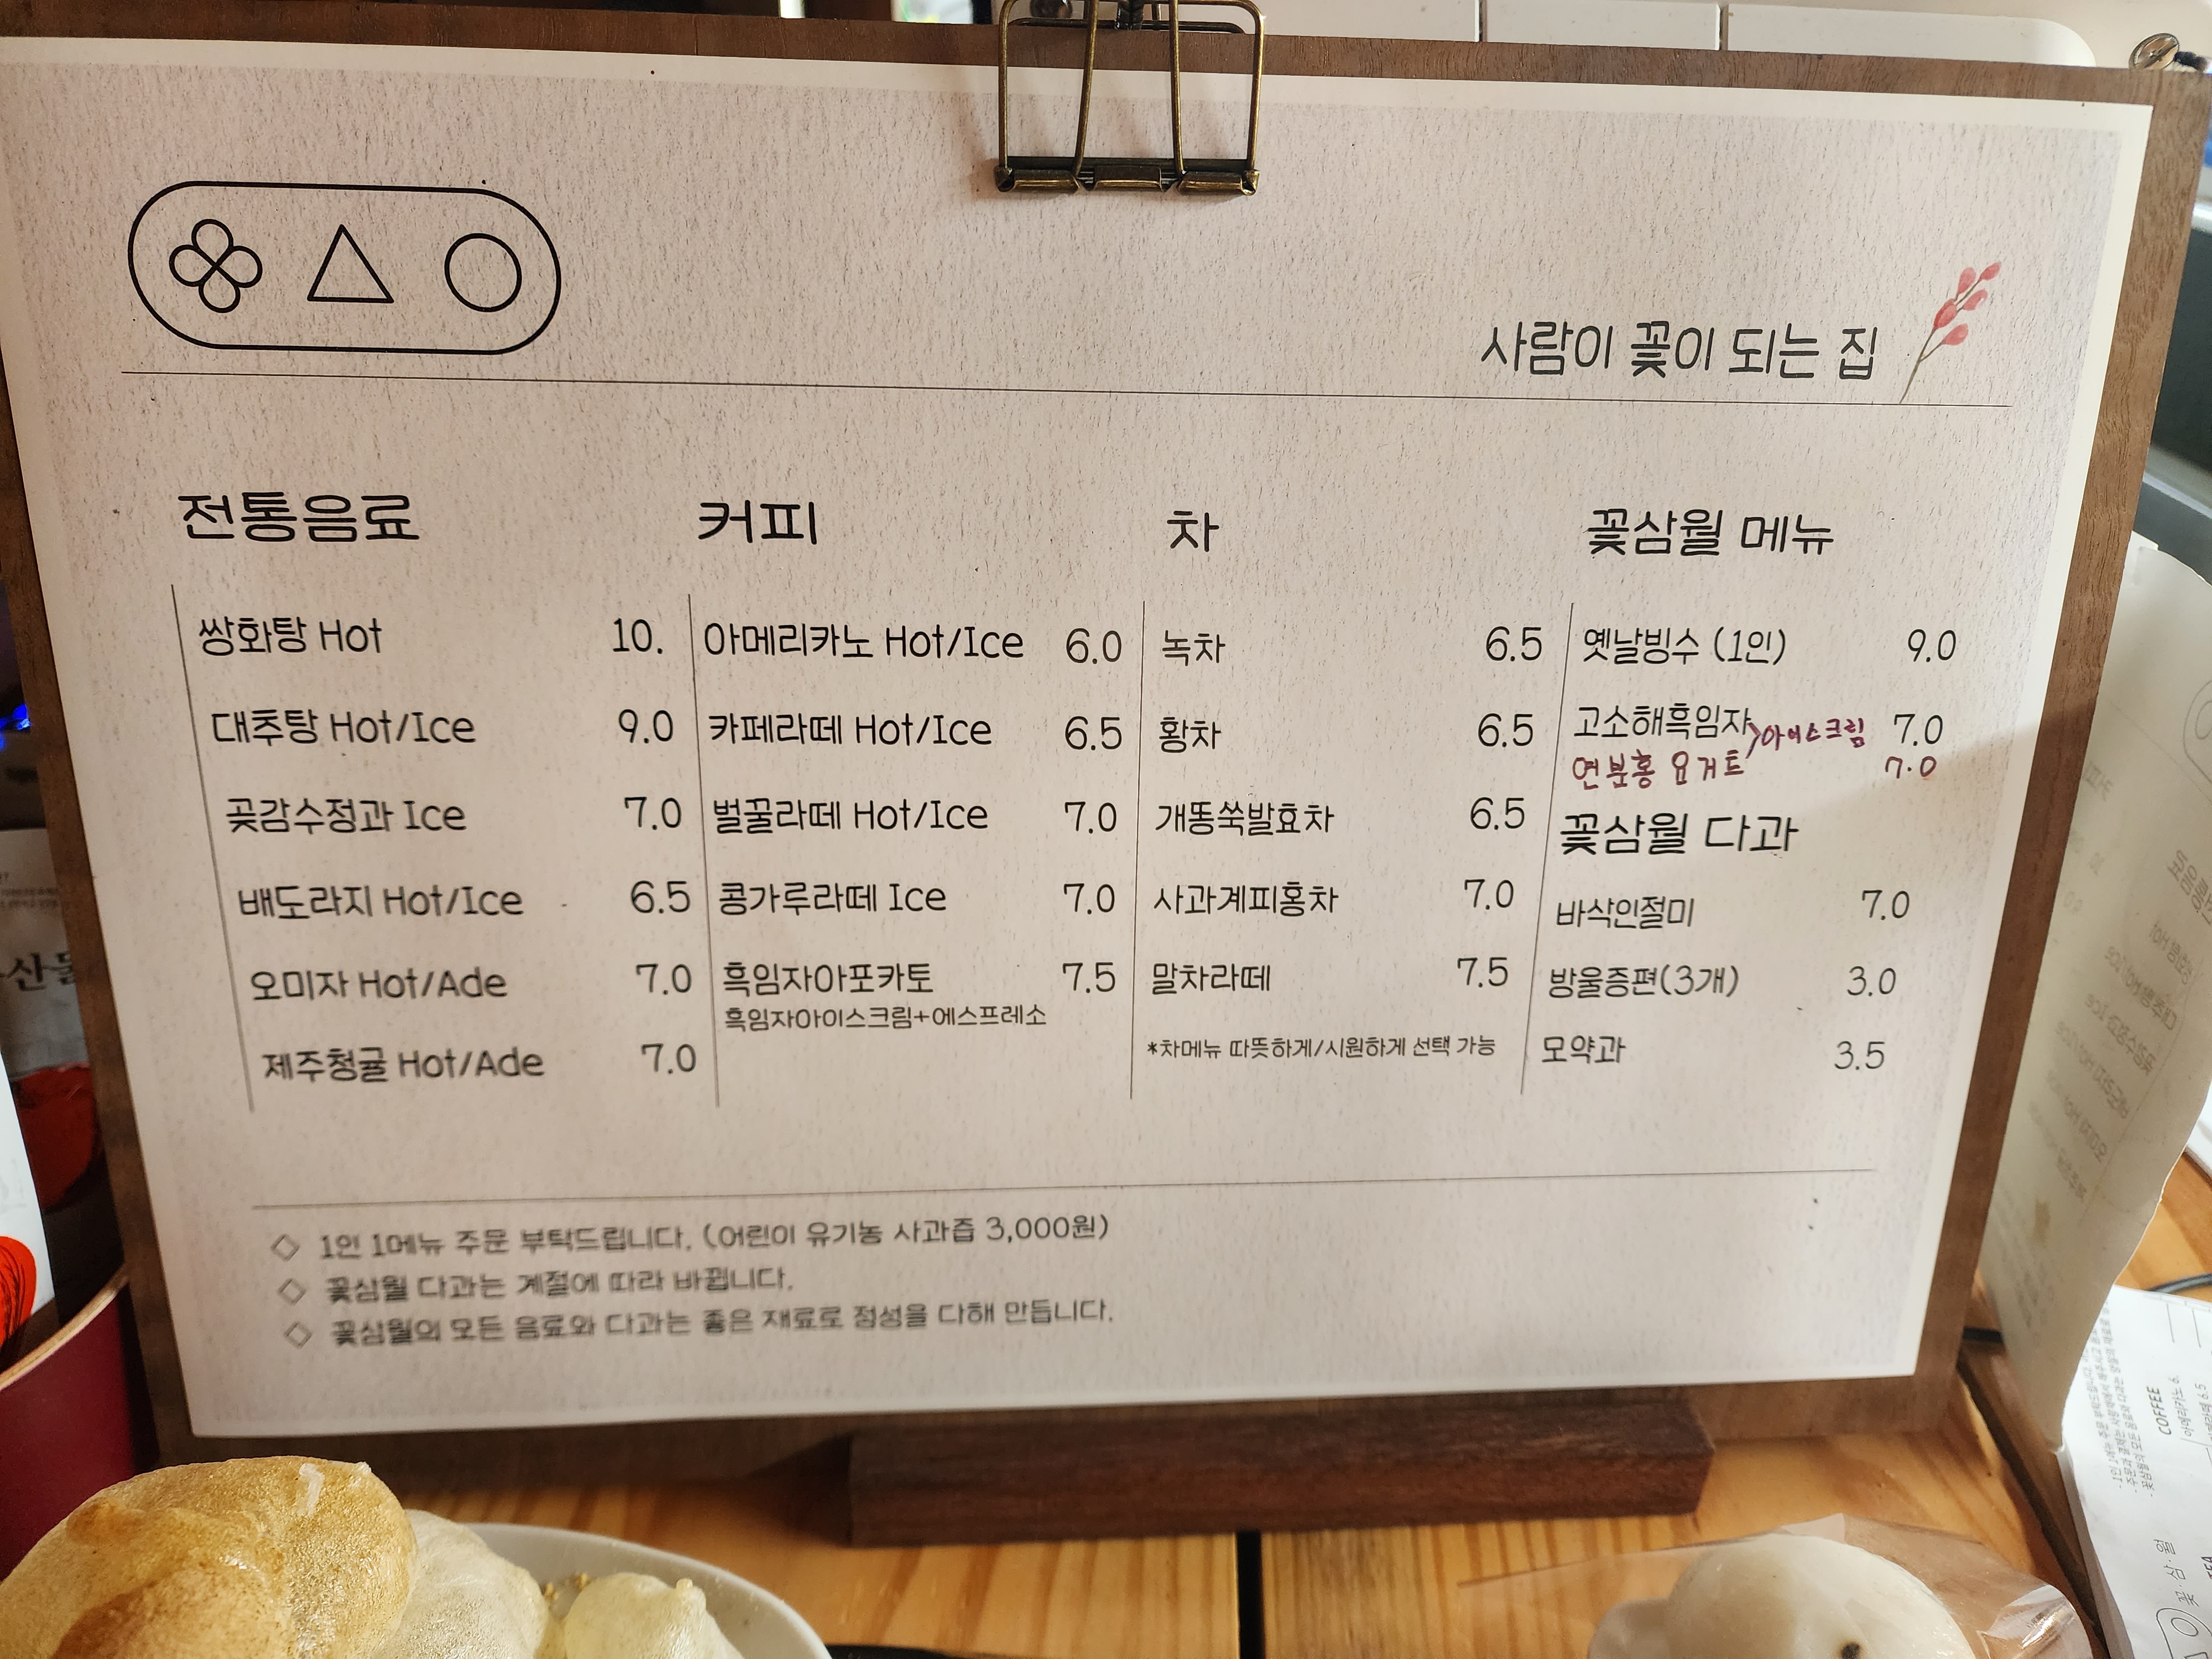 사람이 꽃이 되는 집
전통음료
쌍화탕 Hot 10.
대추탕 Hot/Ice 9.0
곶감수정과 Ice 7.0
배도라지 Hot/Ice 6.5
오미자 Hot/Ade 7.0
제주청귤 Hot/Ade 7.0
커피
아메리카노 Hot/Ice 6.0
카페라떼 Hot/Ice 6.5
벌꿀라떼 Hot/Ice 7.0
콩가루라떼 Ice 7.0
흑임자아포카토 7.5
흑임자아이스크림+에스프레소
차
녹차 6.5
황차 6.5
개똥쑥발효차 6.5
사과계피홍차 7.0
말차라떼 7.5
*차메뉴 따뜻하게/시원하게 선택 가능
꽃삼월 메뉴
옛날빙수 (1인) 9.0
고소해흑임자>아이스크림 7.0
연분홍 요거트 7.0
꽃삼월 다과
바삭인절미 7.0
방울증편(3개) 3.0
모약과 3.5
◇ 1인 1메뉴 주문 부탁드립니다. (어린이 유기농 사과즙 3,000원)
◇ 꽃삼월 다과는 계절에 따라 바뀝니다.
◇ 꽃삼월의 모든 음료와 다과는 좋은 재료로 정성을 다해 만듭니다.
COFFEE
아메리카노 6.
꽃·삼·월